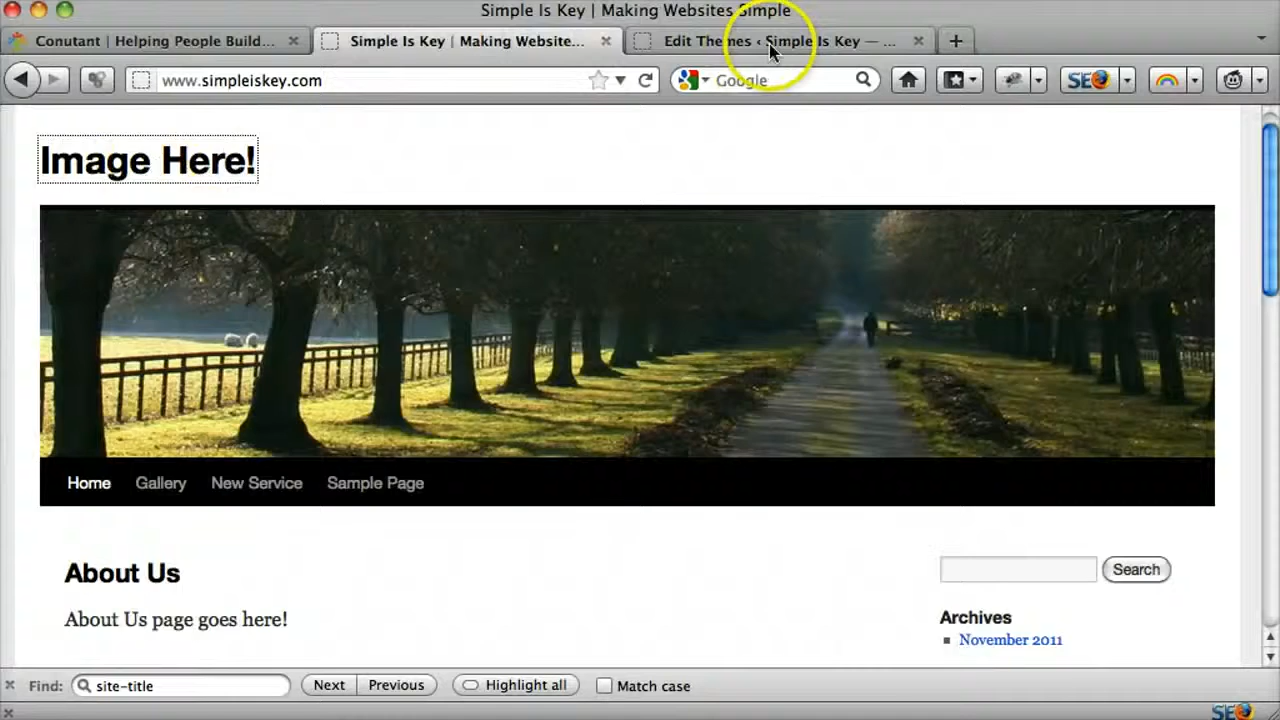 Simple Is Key | Making Websites Simple
Conutant | Helping People Build... Simple Is Key | Making Website... Edit Themes ‹ Simple Is Key — ...
www.simpleiskey.com Google SEO
Image Here!
Home Gallery New Service Sample Page
About Us
About Us page goes here!
Search
Archives
November 2011
Find: site-title Next Previous Highlight all Match case
SEO